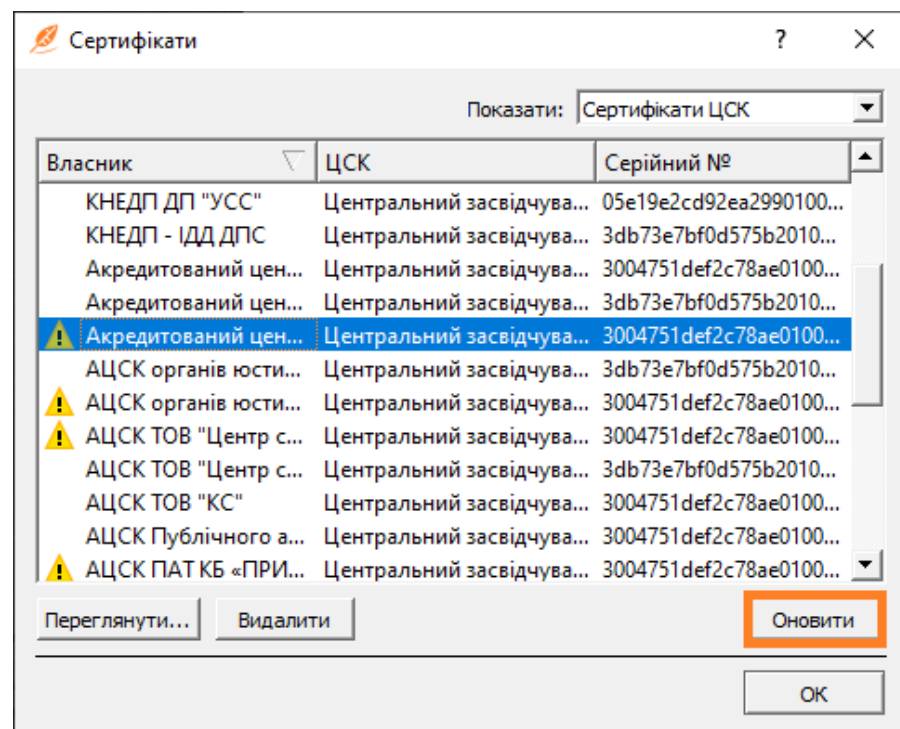 Сертифікати ?
Показати: Сертифікати ЦСК
Власник ЦСК Серійний №
КНЕДП ДП "УСС" Центральний засвідчува... 05e19e2cd92ea2990100...
КНЕДП - ІДД ДПС Центральний засвідчува... 3db73e7bf0d575b2010...
Акредитований цен... Центральний засвідчува... 3004751def2c78ae0100...
Акредитований цен... Центральний засвідчува... 3db73e7bf0d575b2010...
Акредитований цен... Центральний засвідчува... 3004751def2c78ae0100...
АЦСК органів юсти... Центральний засвідчува... 3db73e7bf0d575b2010...
АЦСК органів юсти... Центральний засвідчува... 3004751def2c78ae0100...
АЦСК ТОВ "Центр с... Центральний засвідчува... 3004751def2c78ae0100...
АЦСК ТОВ "Центр с... Центральний засвідчува... 3db73e7bf0d575b2010...
АЦСК ТОВ "КС" Центральний засвідчува... 3004751def2c78ae0100...
АЦСК Публічного а... Центральний засвідчува... 3004751def2c78ae0100...
АЦСК ПАТ КБ «ПРИ... Центральний засвідчува... 3004751def2c78ae0100...
Переглянути... Видалити Оновити
ОК